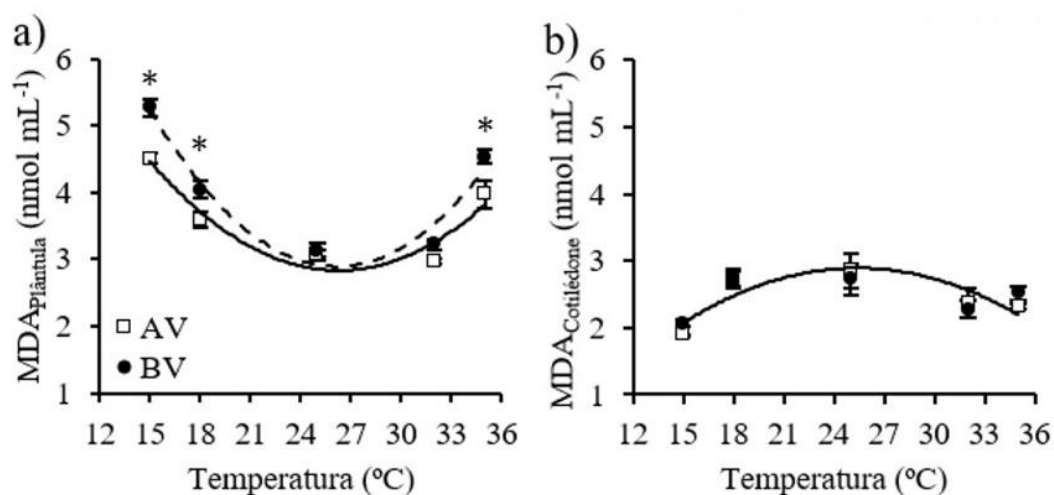 a)
MDAPlântula (nmol mL-1)
6
5
4
3
2
1
* * *
AV
BV
12 15 18 21 24 27 30 33 36
Temperatura (ºC)
b)
MDACotilédone (nmol mL-1)
6
5
4
3
2
1
12 15 18 21 24 27 30 33 36
Temperatura (ºC)